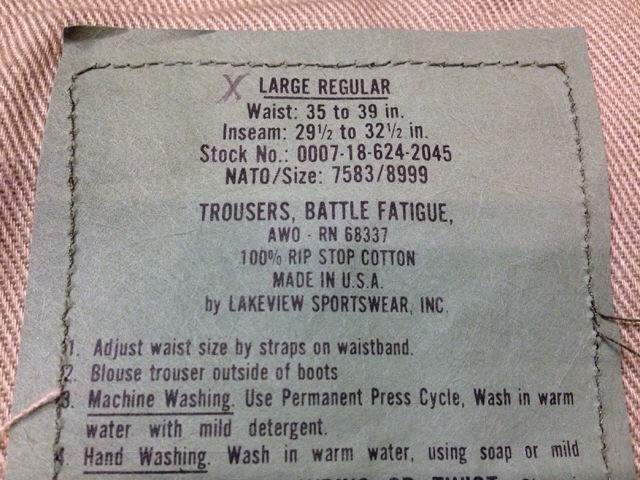 X LARGE REGULAR
Waist: 35 to 39 in.
Inseam: 29½ to 32½ in.
Stock No.: 0007-18-624-2045
NATO/Size: 7583/8999
TROUSERS, BATTLE FATIGUE,
AWO - RN 68337
100% RIP STOP COTTON
MADE IN U.S.A.
by LAKEVIEW SPORTSWEAR, INC.
1. Adjust waist size by straps on waistband.
2. Blouse trouser outside of boots
3. Machine Washing. Use Permanent Press Cycle, Wash in warm
water with mild detergent.
4. Hand Washing. Wash in warm water, using soap or mild
OR TWIST